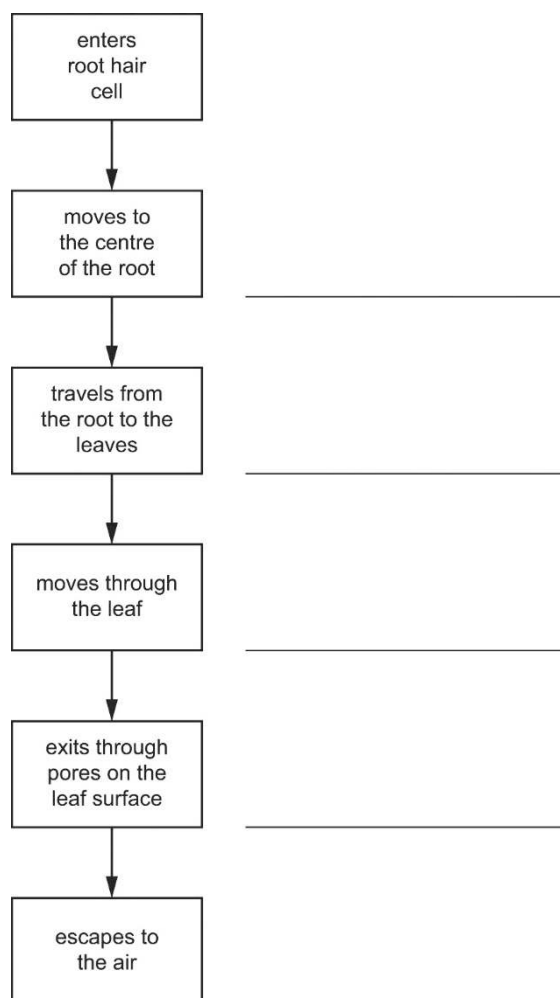 enters
root hair
cell
moves to
the centre
of the root
travels from
the root to the
leaves
moves through
the leaf
exits through
pores on the
leaf surface
escapes to
the air